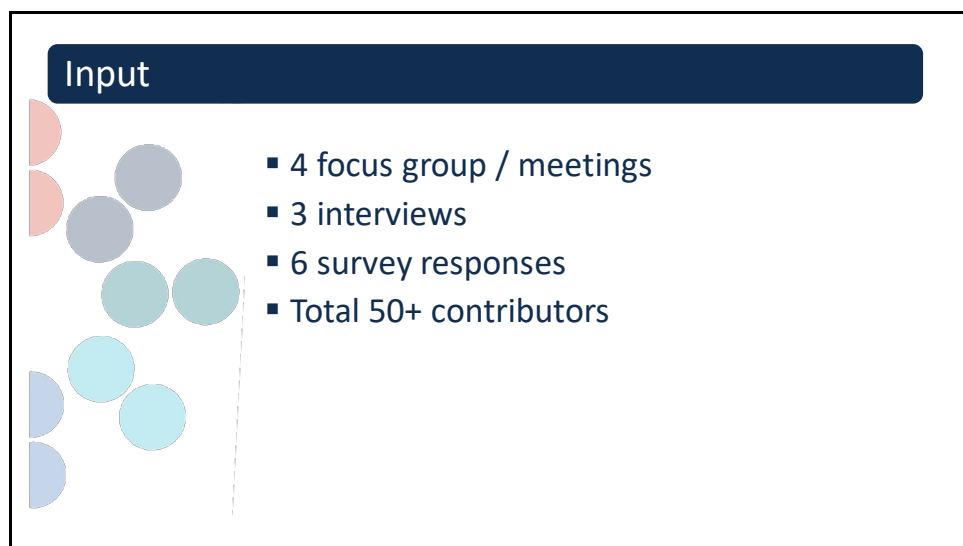 Input
▪ 4 focus group / meetings
▪ 3 interviews
▪ 6 survey responses
▪ Total 50+ contributors